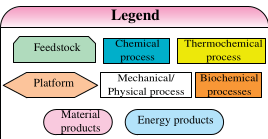 Legend
Feedstock
Chemical
process
Thermochemical
process
Platform
Mechanical/
Physical process
Biochemical
processes
Material
products
Energy products